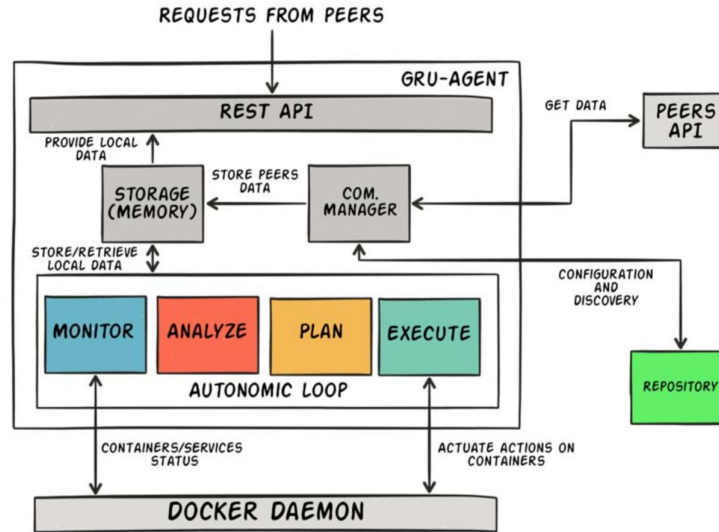 REQUESTS FROM PEERS
GRU-AGENT
REST API
GET DATA
PEERS
API
PROVIDE LOCAL
DATA
STORAGE
(MEMORY)
STORE PEERS
DATA
COM.
MANAGER
STORE/RETRIEVE
LOCAL DATA
CONFIGURATION
AND
DISCOVERY
MONITOR
ANALYZE
PLAN
EXECUTE
AUTONOMIC LOOP
REPOSITORY
CONTAINERS/SERVICES
STATUS
ACTUATE ACTIONS ON
CONTAINERS
DOCKER DAEMON